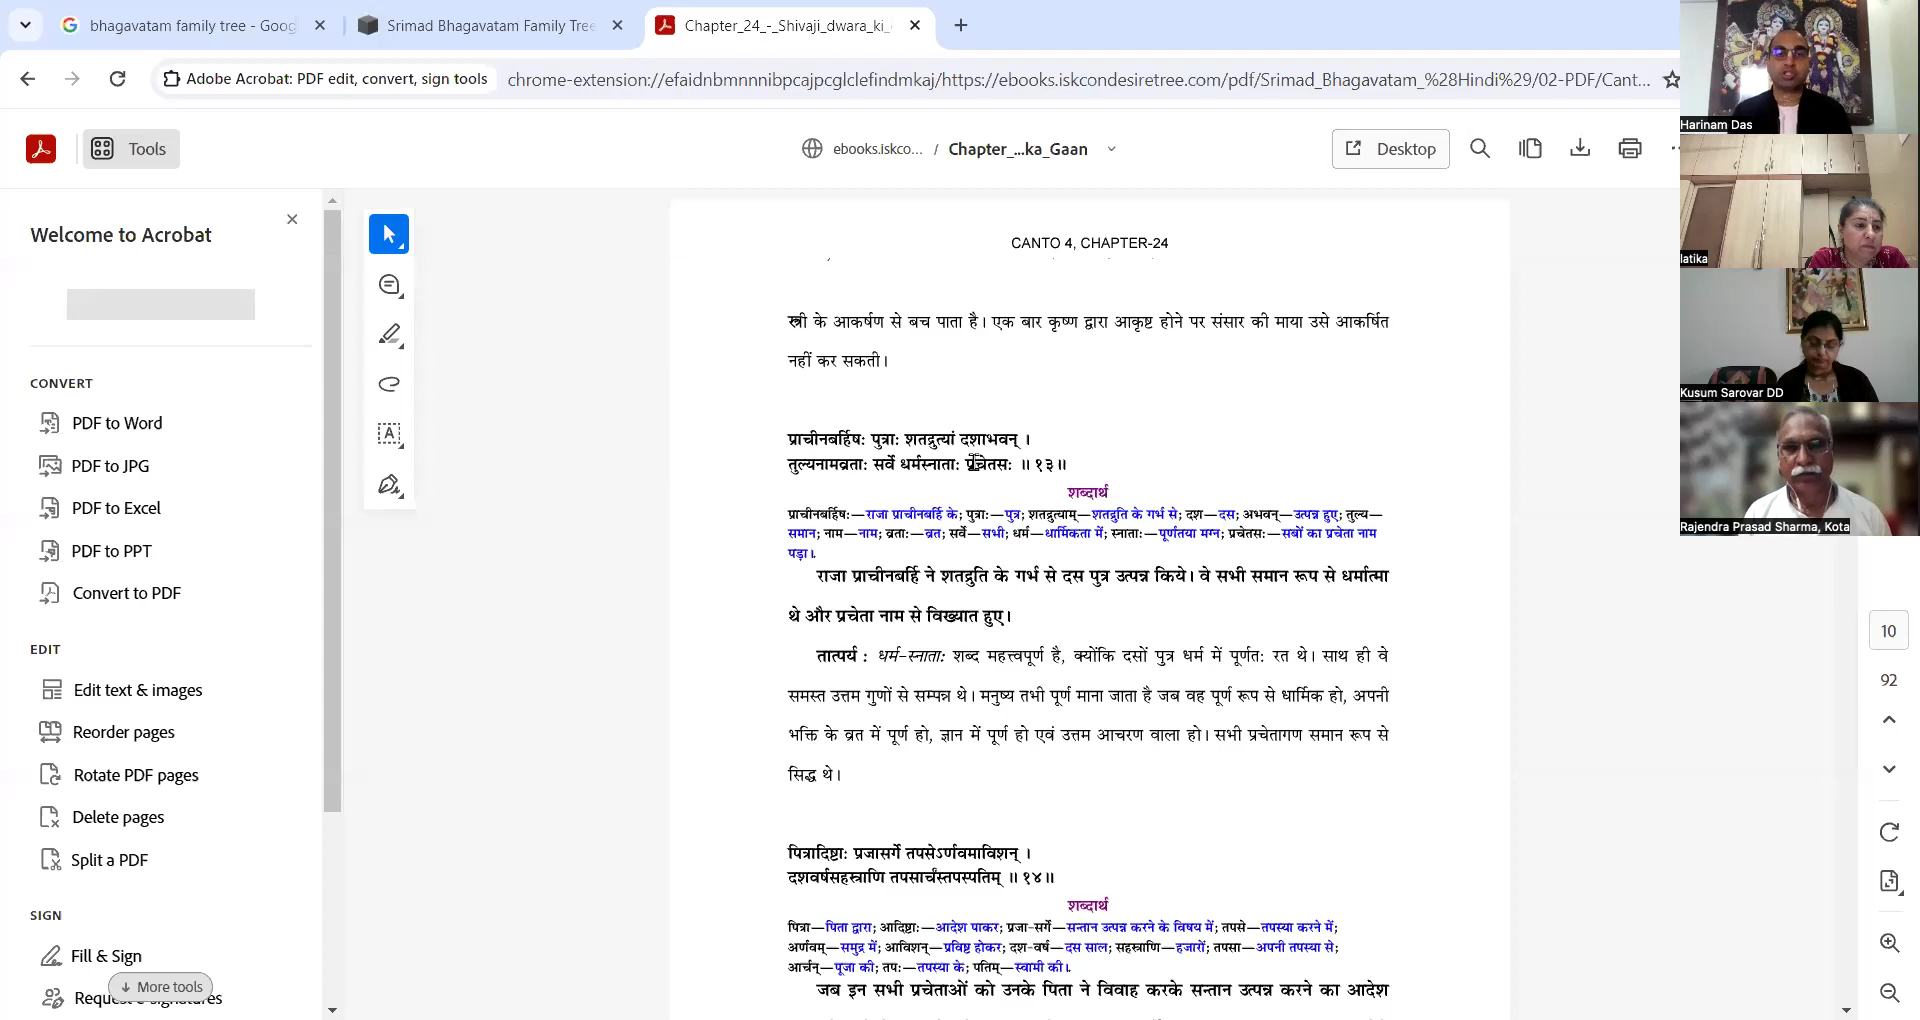 bhagavatam family tree - Goog
Srimad Bhagavatam Family Tree
Chapter_24_-_Shivaji_dwara_ki_
Adobe Acrobat: PDF edit, convert, sign tools
chrome-extension://efaidnbmnnnibpcajpcglclefindmkaj/https://ebooks.iskcondesiretree.com/pdf/Srimad_Bhagavatam_%28Hindi%29/02-PDF/Cant...
Tools
ebooks.iskco... / Chapter_...ka_Gaan
Desktop
Welcome to Acrobat
CONVERT
PDF to Word
PDF to JPG
PDF to Excel
PDF to PPT
Convert to PDF
EDIT
Edit text & images
Reorder pages
Rotate PDF pages
Delete pages
Split a PDF
SIGN
Fill & Sign
More tools
CANTO 4, CHAPTER-24
स्त्री के आकर्षण से बच पाता है। एक बार कृष्ण द्वारा आकृष्ट होने पर संसार की माया उसे आकर्षित
नहीं कर सकती।
प्राचीनबर्हिषः पुत्राः शतद्रुत्यां दशाभवन् ।
तुल्यनामव्रताः सर्वे धर्मस्नाताः प्रचेतसः ॥ १३॥
शब्दार्थ
प्राचीनबर्हिषः—राजा प्राचीनबर्हि के; पुत्राः—पुत्र; शतद्रुत्याम्—शतद्रुति के गर्भ से; दश—दस; अभवन्—उत्पन्न हुए; तुल्य—
समान; नाम—नाम; व्रताः—व्रत; सर्वे—सभी; धर्म—धार्मिकता में; स्नाताः—पूर्णतया मग्न; प्रचेतसः—सबों का प्रचेता नाम
पड़ा।.
राजा प्राचीनबर्हि ने शतद्रुति के गर्भ से दस पुत्र उत्पन्न किये। वे सभी समान रूप से धर्मात्मा
थे और प्रचेता नाम से विख्यात हुए।
तात्पर्य : धर्म-स्नाताः शब्द महत्त्वपूर्ण है, क्योंकि दसों पुत्र धर्म में पूर्णतः रत थे। साथ ही वे
समस्त उत्तम गुणों से सम्पन्न थे। मनुष्य तभी पूर्ण माना जाता है जब वह पूर्ण रूप से धार्मिक हो, अपनी
भक्ति के व्रत में पूर्ण हो, ज्ञान में पूर्ण हो एवं उत्तम आचरण वाला हो। सभी प्रचेतागण समान रूप से
सिद्ध थे।
पित्रादिष्टाः प्रजासर्गे तपसेऽर्णवमाविशन् ।
दशवर्षसहस्राणि तपसार्चंस्तपस्पतिम् ॥ १४॥
शब्दार्थ
पित्रा—पिता द्वारा; आदिष्टाः—आदेश पाकर; प्रजा-सर्गे—सन्तान उत्पन्न करने के विषय में; तपसे—तपस्या करने में;
अर्णवम्—समुद्र में; आविशन्—प्रविष्ट होकर; दश-वर्ष—दस साल; सहस्राणि—हजारों; तपसा—अपनी तपस्या से;
आर्चन्—पूजा की; तपः—तपस्या के; पतिम्—स्वामी की।.
जब इन सभी प्रचेताओं को उनके पिता ने विवाह करके सन्तान उत्पन्न करने का आदेश
Harinam Das
latika
Kusum Sarovar DD
Rajendra Prasad Sharma, Kota
10
92